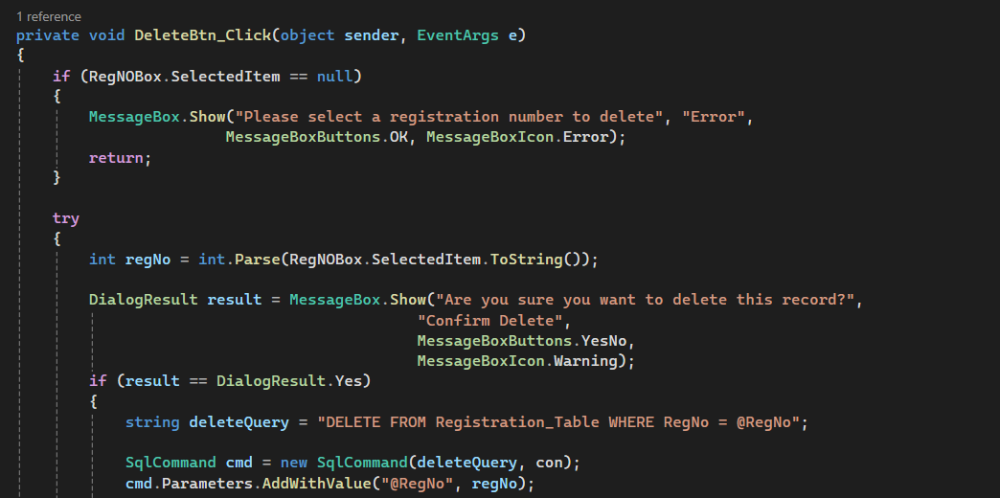 1 reference
private void DeleteBtn_Click(object sender, EventArgs e)
{
if (RegNOBox.SelectedItem == null)
{
MessageBox.Show("Please select a registration number to delete", "Error",
MessageBoxButtons.OK, MessageBoxIcon.Error);
return;
}
try
{
int regNo = int.Parse(RegNOBox.SelectedItem.ToString());
DialogResult result = MessageBox.Show("Are you sure you want to delete this record?",
"Confirm Delete",
MessageBoxButtons.YesNo,
MessageBoxIcon.Warning);
if (result == DialogResult.Yes)
{
string deleteQuery = "DELETE FROM Registration_Table WHERE RegNo = @RegNo";
SqlCommand cmd = new SqlCommand(deleteQuery, con);
cmd.Parameters.AddWithValue("@RegNo", regNo);